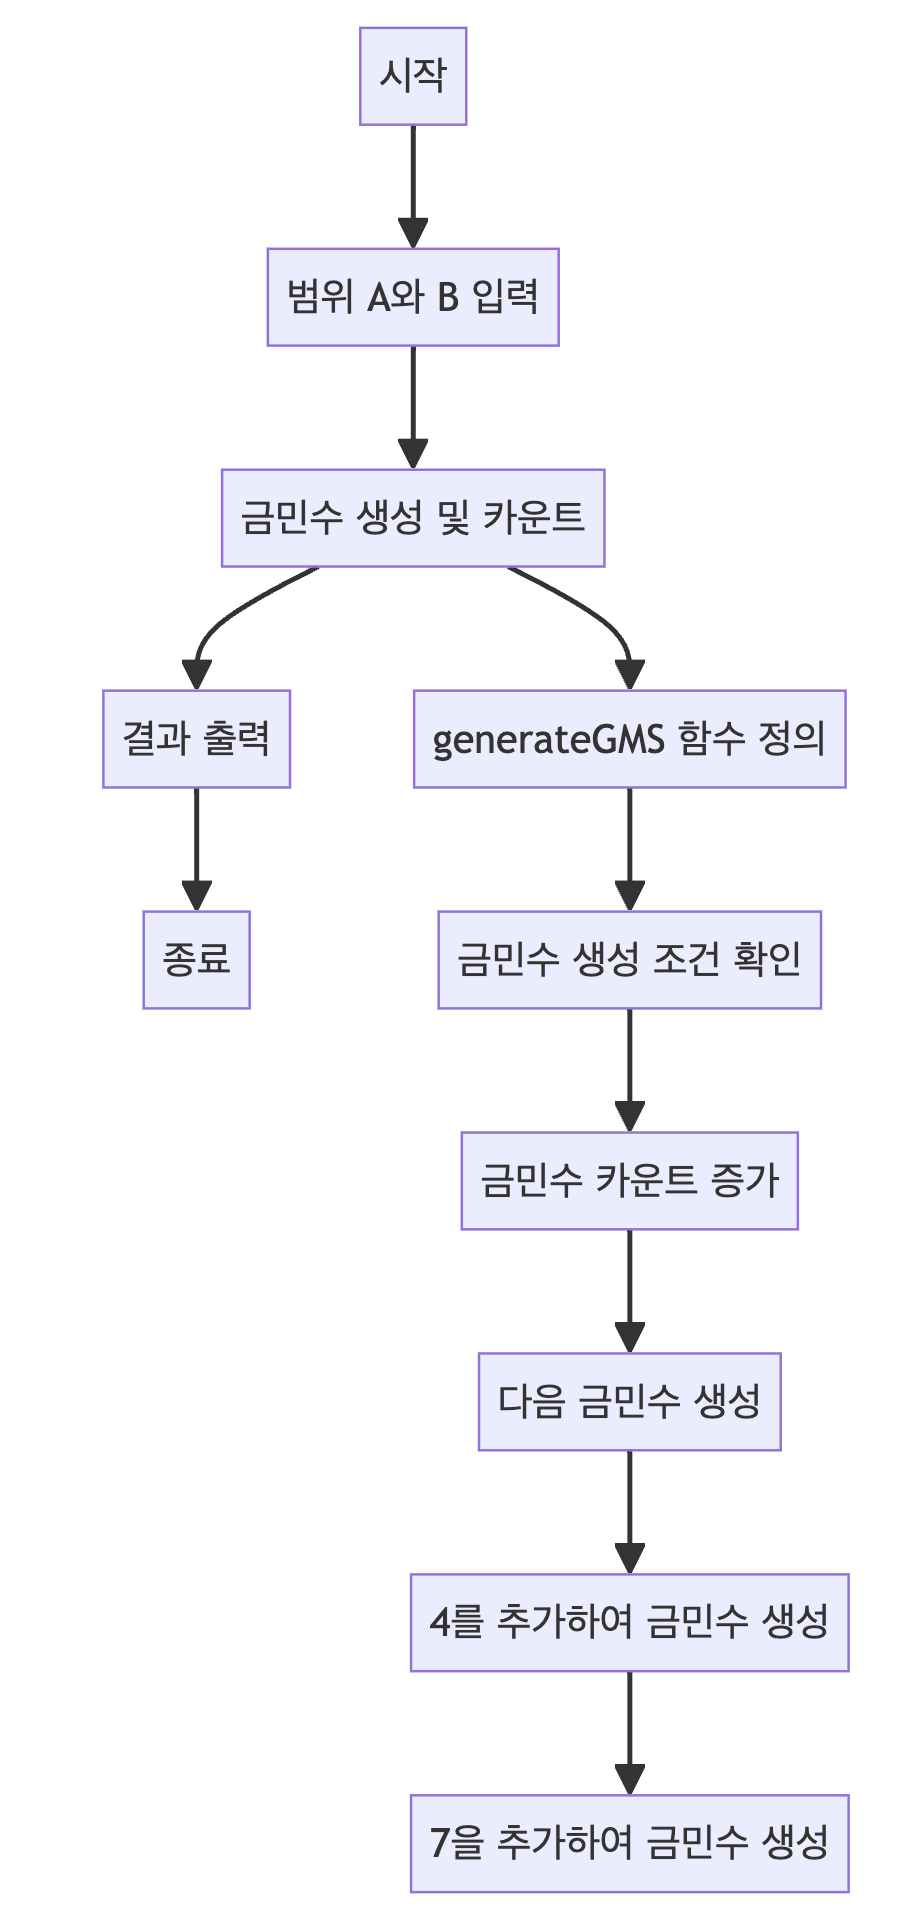 시작
범위 A와 B 입력
금민수 생성 및 카운트
결과 출력
generateGMS 함수 정의
종료
금민수 생성 조건 확인
금민수 카운트 증가
다음 금민수 생성
4를 추가하여 금민수 생성
7을 추가하여 금민수 생성